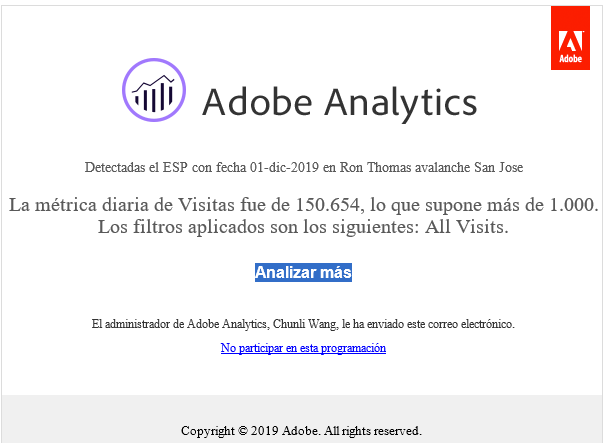 Adobe
Adobe Analytics
Detectadas el ESP con fecha 01-dic-2019 en Ron Thomas avalanche San Jose
La métrica diaria de Visitas fue de 150.654, lo que supone más de 1.000.
Los filtros aplicados son los siguientes: All Visits.
Analizar más
El administrador de Adobe Analytics, Chunli Wang, le ha enviado este correo electrónico.
No participar en esta programación
Copyright © 2019 Adobe. All rights reserved.